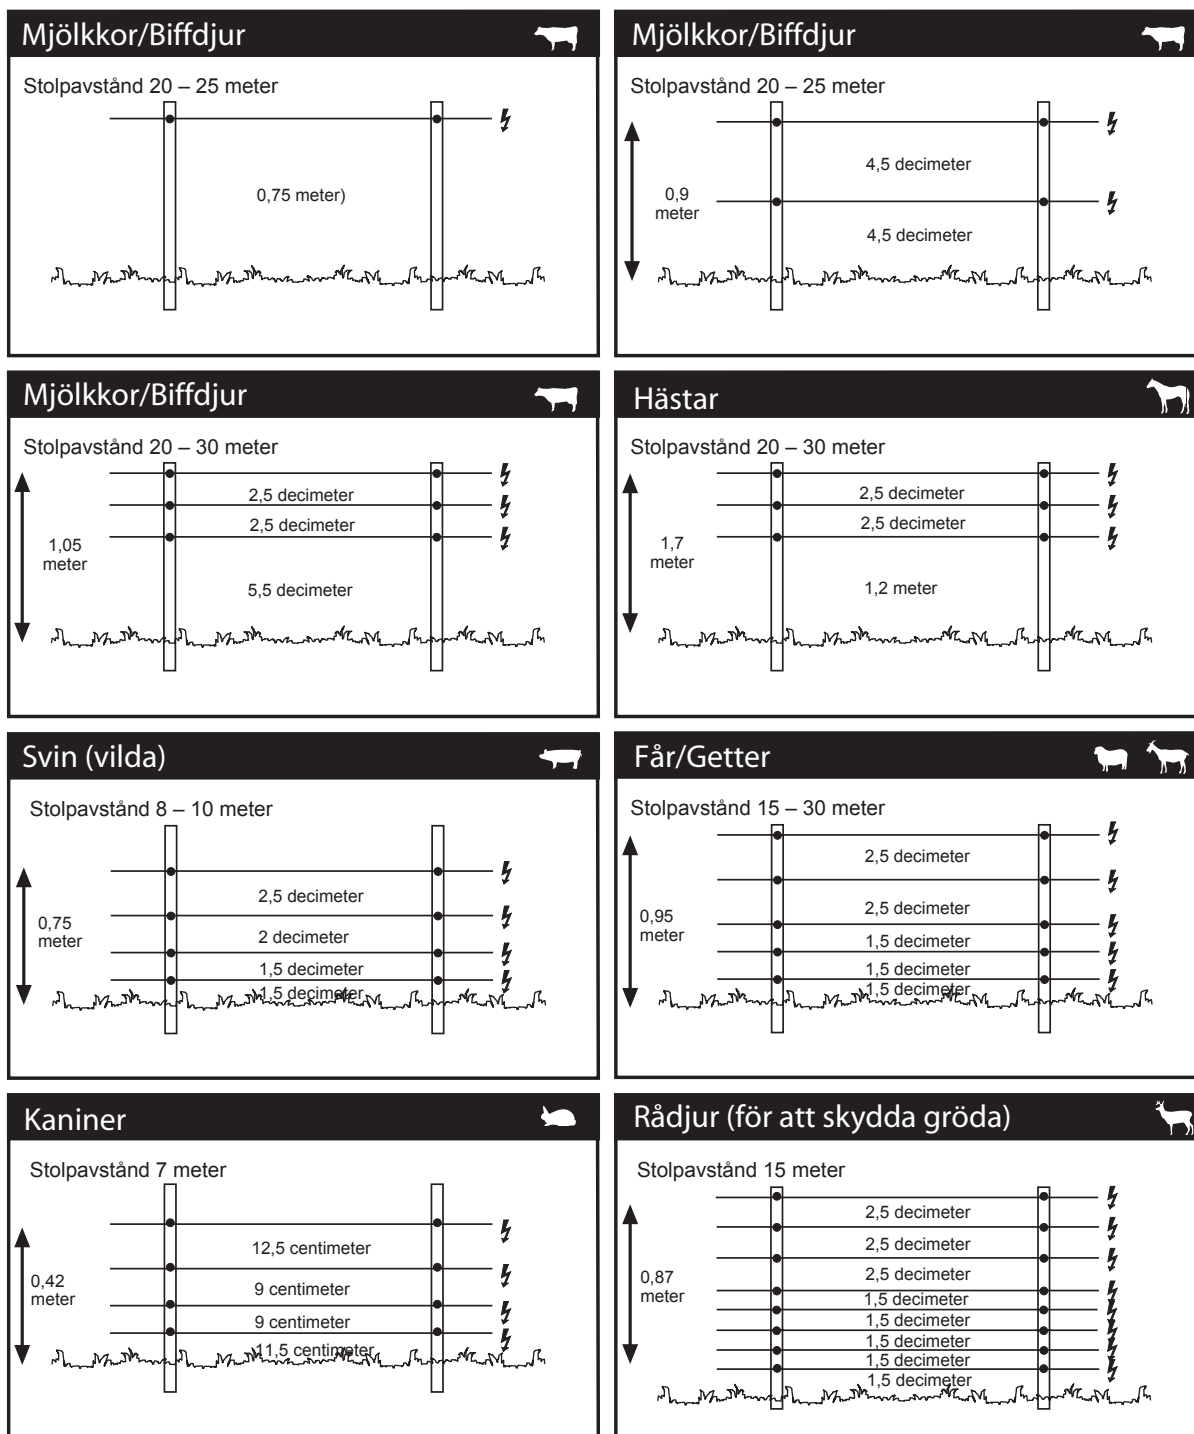 Mjölkkor/Biffdjur
Stolpavstånd 20 – 25 meter
0,75 meter)
Mjölkkor/Biffdjur
Stolpavstånd 20 – 25 meter
4,5 decimeter
0,9
meter
4,5 decimeter
Mjölkkor/Biffdjur
Stolpavstånd 20 – 30 meter
2,5 decimeter
2,5 decimeter
1,05
meter
5,5 decimeter
Hästar
Stolpavstånd 20 – 30 meter
2,5 decimeter
2,5 decimeter
1,7
meter
1,2 meter
Svin (vilda)
Stolpavstånd 8 – 10 meter
2,5 decimeter
0,75
meter
2 decimeter
1,5 decimeter
1,5 decimeter
Får/Getter
Stolpavstånd 15 – 30 meter
2,5 decimeter
2,5 decimeter
0,95
meter
1,5 decimeter
1,5 decimeter
1,5 decimeter
Kaniner
Stolpavstånd 7 meter
12,5 centimeter
0,42
meter
9 centimeter
9 centimeter
11,5 centimeter
Rådjur (för att skydda gröda)
Stolpavstånd 15 meter
2,5 decimeter
2,5 decimeter
2,5 decimeter
0,87
meter
1,5 decimeter
1,5 decimeter
1,5 decimeter
1,5 decimeter
1,5 decimeter